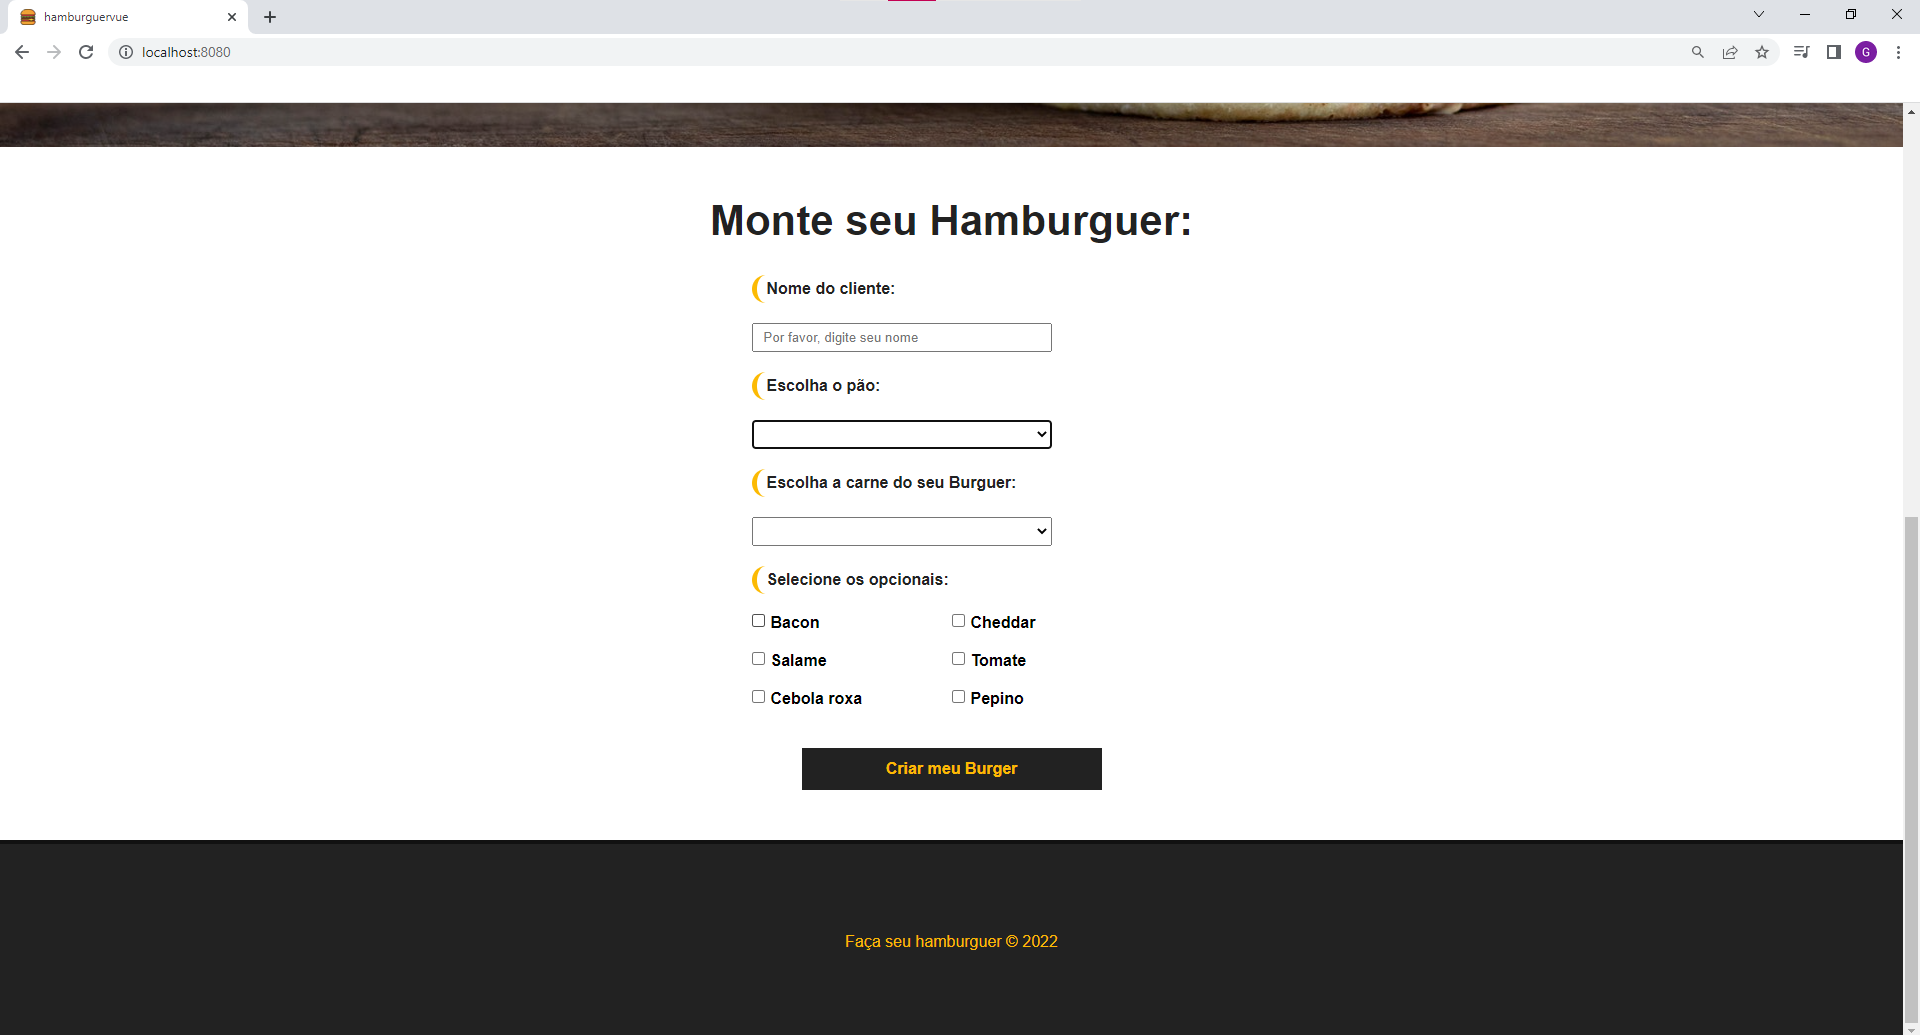 hamburguervue
localhost:8080
G
Monte seu Hamburguer:
Nome do cliente:
Por favor, digite seu nome
Escolha o pão:
Escolha a carne do seu Burguer:
Selecione os opcionais:
Bacon Cheddar
Salame Tomate
Cebola roxa Pepino
Criar meu Burger
Faça seu hamburguer © 2022